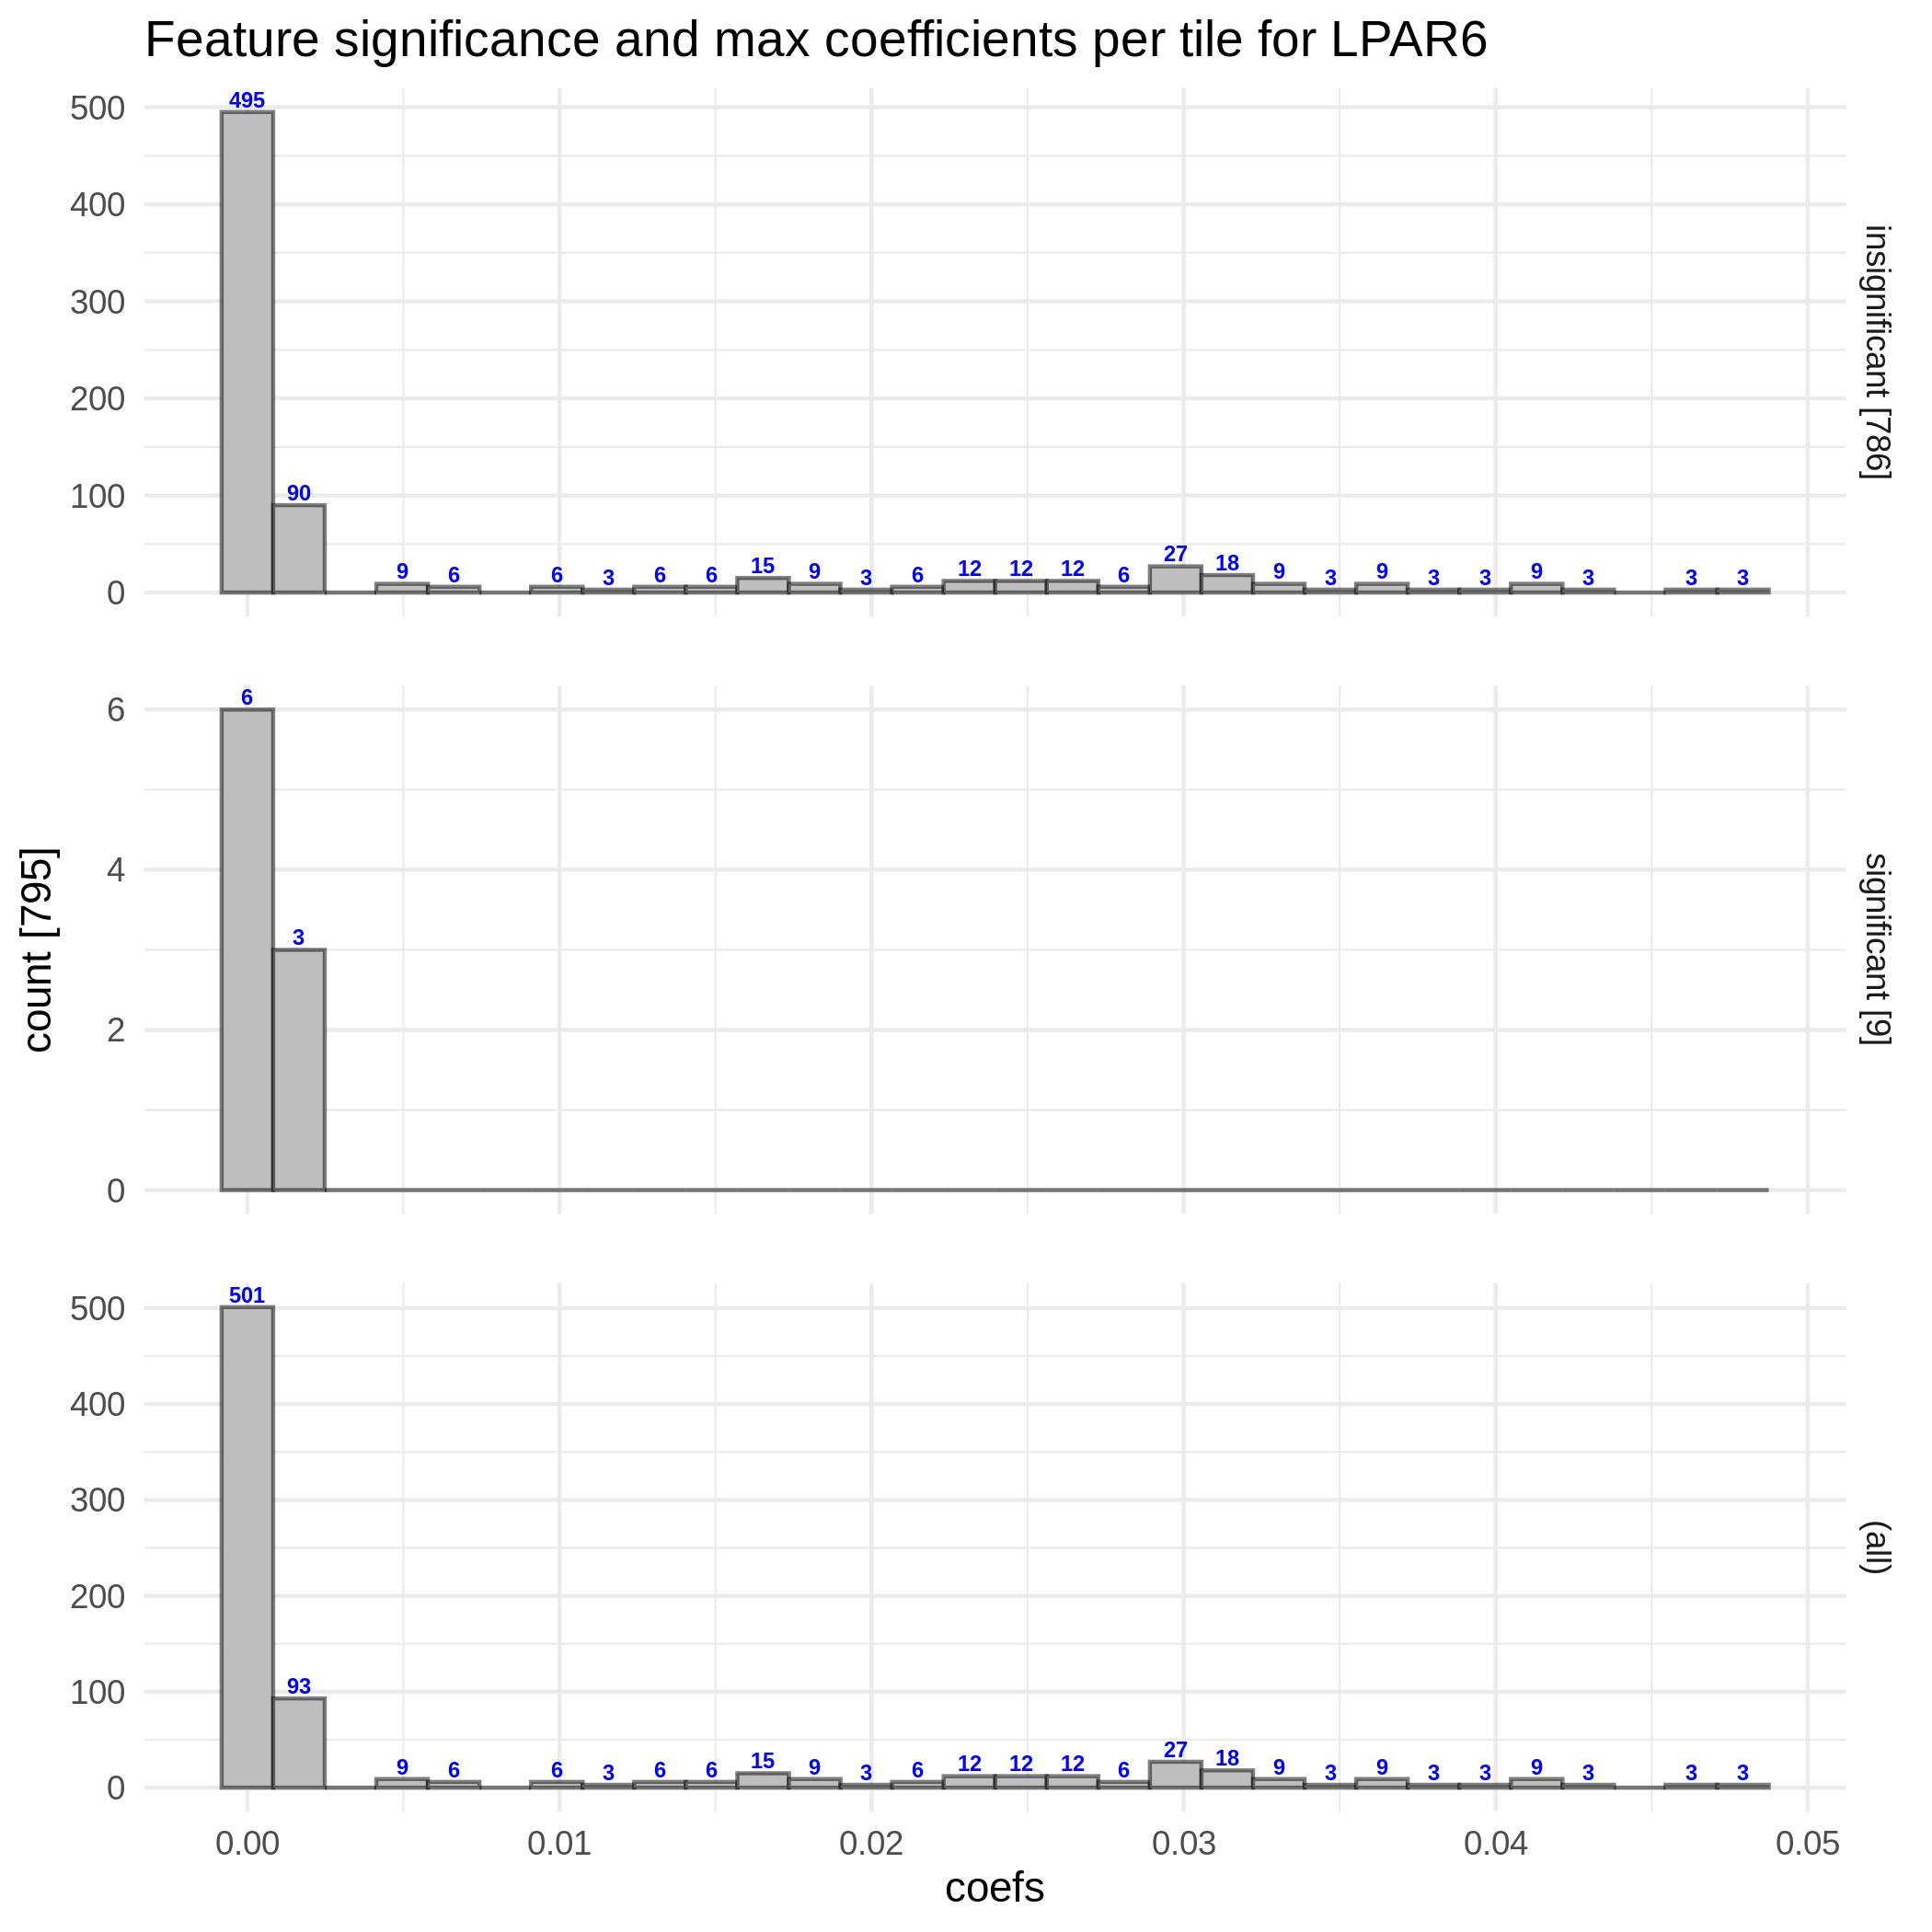 Feature significance and max coefficients per tile for LPAR6
count [795]
500
400
300
200
100
0
495
90
9 6 6 3 6 6 15 9 3 6 12 12 12 6 27 18 9 3 9 3 3 9 3 3 3
insignificant [786]
6
4
2
0
6
3
significant [9]
500
400
300
200
100
0
501
93
9 6 6 3 6 6 15 9 3 6 12 12 12 6 27 18 9 3 9 3 3 9 3 3 3
(all)
0.00 0.01 0.02 0.03 0.04 0.05
coefs